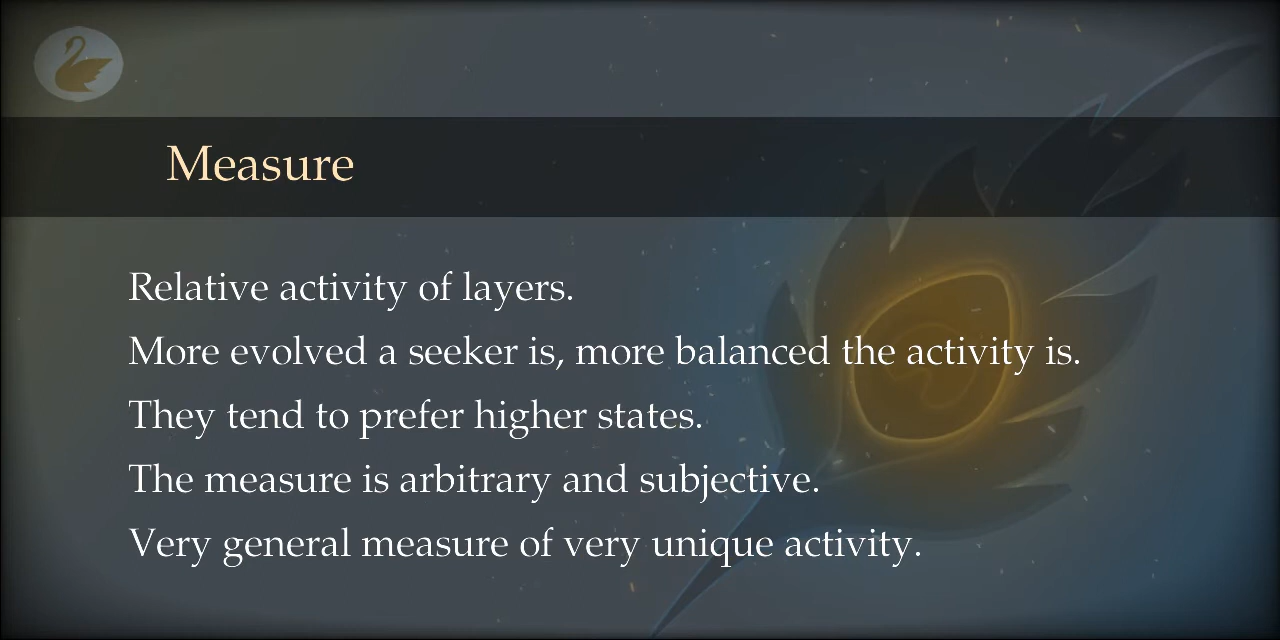 Measure
Relative activity of layers.
More evolved a seeker is, more balanced the activity is.
They tend to prefer higher states.
The measure is arbitrary and subjective.
Very general measure of very unique activity.